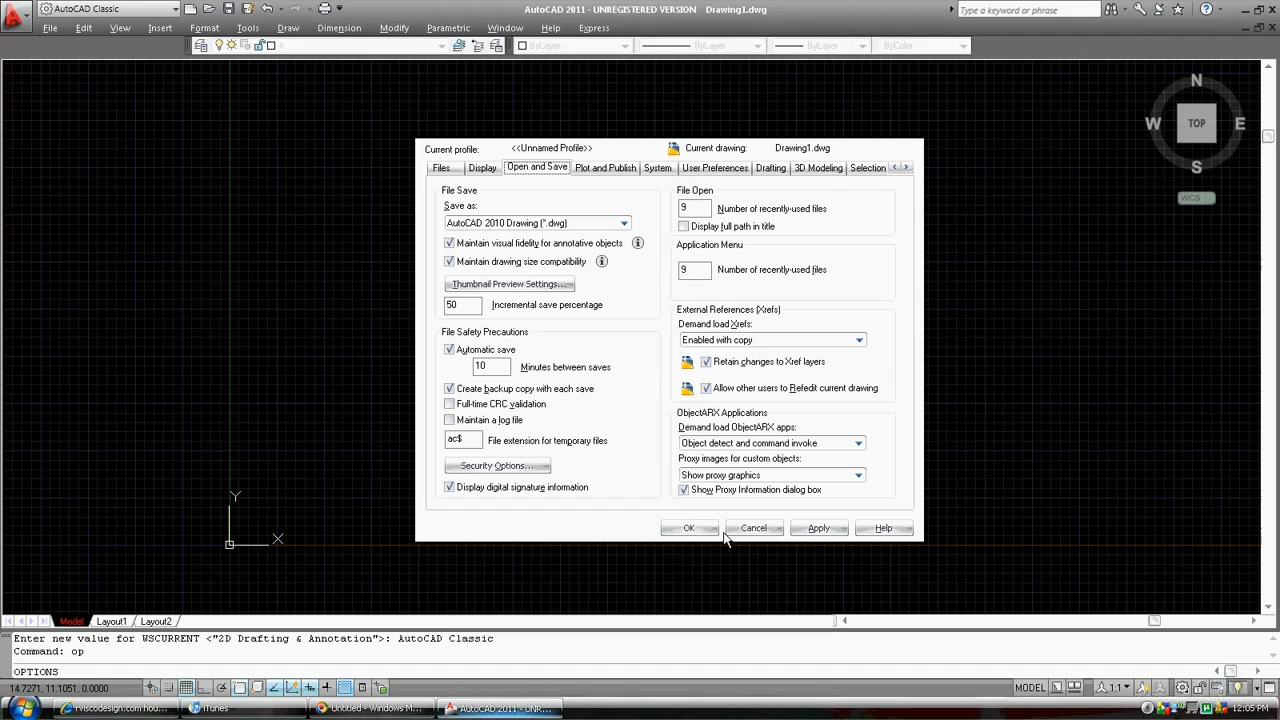 AutoCAD Classic
AutoCAD 2011 - UNREGISTERED VERSION Drawing1.dwg
Type a keyword or phrase
File Edit View Insert Format Tools Draw Dimension Modify Parametric Window Help Express
0 ByLayer ByLayer ByLayer ByColor
N
W TOP E
S
WCS
Current profile: <<Unnamed Profile>> Current drawing: Drawing1.dwg
Files Display Open and Save Plot and Publish System User Preferences Drafting 3D Modeling Selection
File Save
Save as:
AutoCAD 2010 Drawing (*.dwg)
Maintain visual fidelity for annotative objects
Maintain drawing size compatibility
Thumbnail Preview Settings...
50 Incremental save percentage
File Safety Precautions
Automatic save
10 Minutes between saves
Create backup copy with each save
Full-time CRC validation
Maintain a log file
ac$ File extension for temporary files
Security Options...
Display digital signature information
File Open
9 Number of recently-used files
Display full path in title
Application Menu
9 Number of recently-used files
External References (Xrefs)
Demand load Xrefs:
Enabled with copy
Retain changes to Xref layers
Allow other users to Refedit current drawing
ObjectARX Applications
Demand load ObjectARX apps:
Object detect and command invoke
Proxy images for custom objects:
Show proxy graphics
Show Proxy Information dialog box
OK Cancel Apply Help
Y
X
Model Layout1 Layout2
Enter new value for WSCURRENT <"2D Drafting & Annotation">: AutoCAD Classic
Command: op
OPTIONS
14.7271, 11.1051, 0.0000 MODEL 1:1
rviscodesign.com hou... iTunes Untitled - Windows M... AutoCAD 2011 - UNR... 12:05 PM